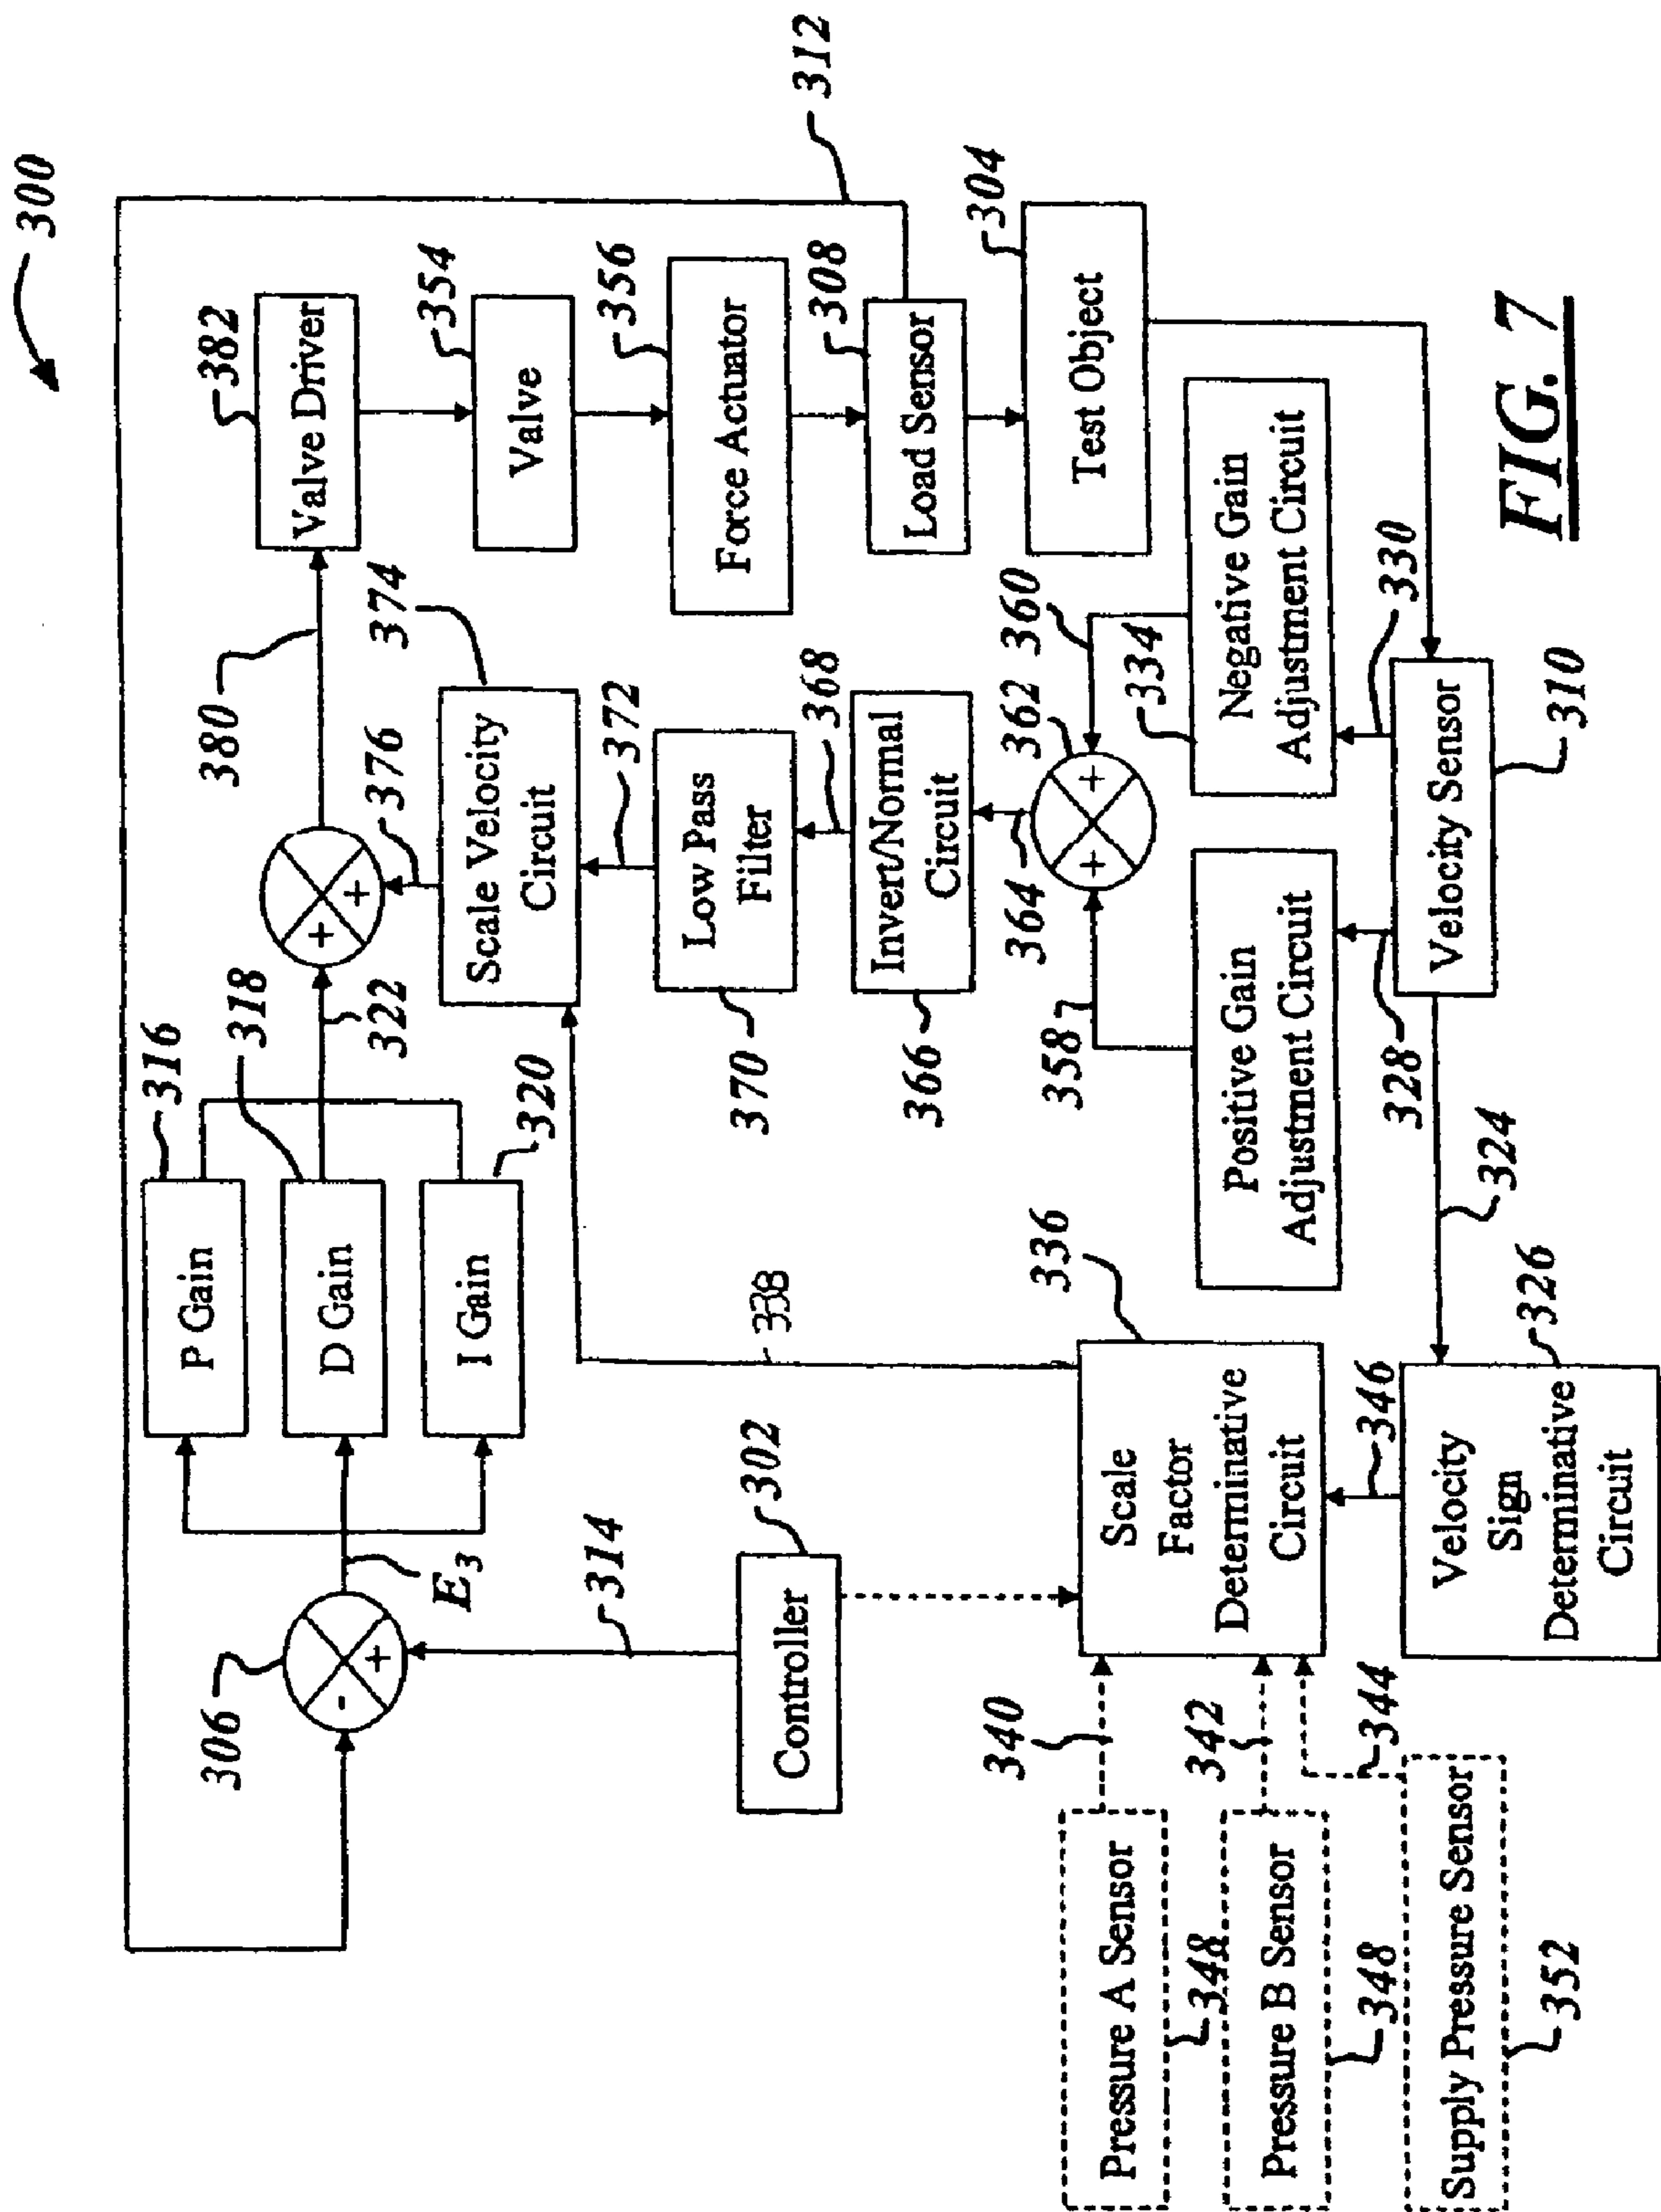 300
312
316
P Gain
318
D Gain
320
I Gain
322
380
382
Valve Driver
354
Valve
356
Force Actuator
308
Load Sensor
304
Test Object
306
-
+
E3
314
302
Controller
+
+
376
374
Scale Velocity
Circuit
372
370
Low Pass
Filter
368
366
Invert/Normal
Circuit
364
362
360
+
+
358
334
Positive Gain
Adjustment Circuit
Negative Gain
Adjustment Circuit
328
330
Velocity Sensor
310
324
338
336
Scale
Factor
Determinative
Circuit
340
342
344
346
326
Velocity
Sign
Determinative
Circuit
Pressure A Sensor
348
Pressure B Sensor
348
Supply Pressure Sensor
352
FIG. 7